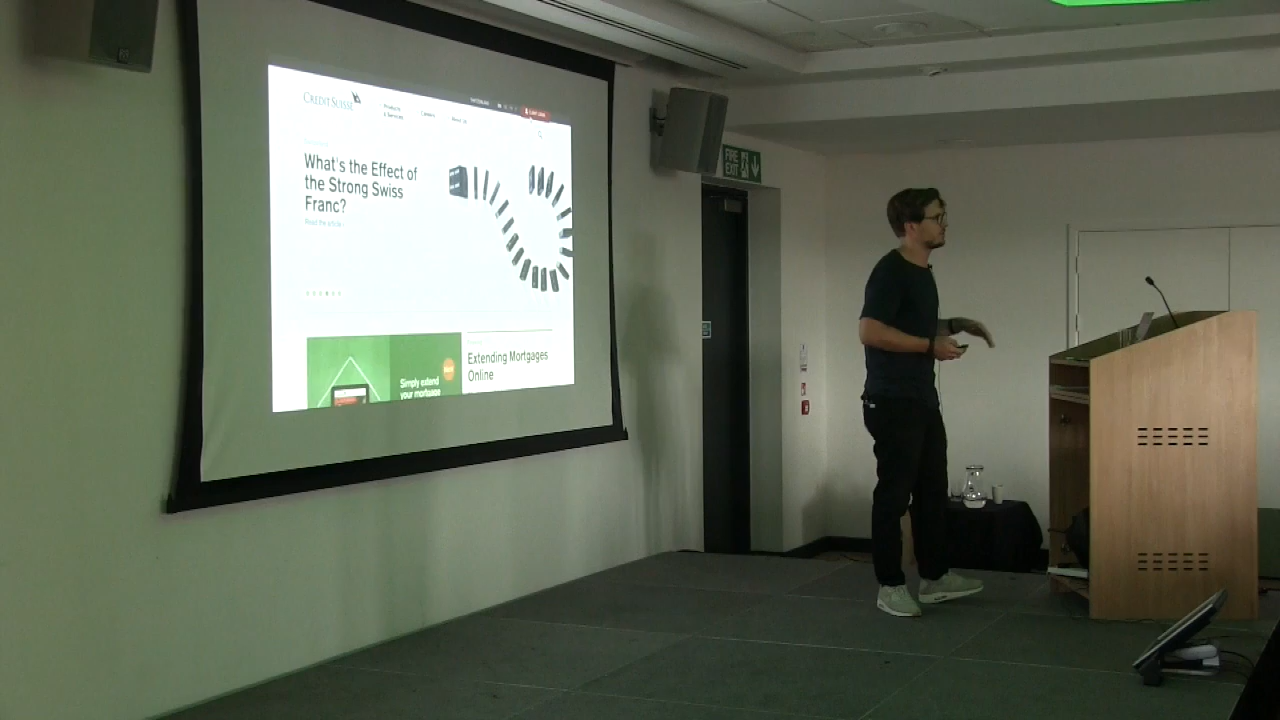 CREDIT SUISSE
Products
& Services
Careers
About Us
What's the Effect of
the Strong Swiss
Franc?
Read the article
Simply extend
your mortgage
Extending Mortgages
Online
FIRE
EXIT